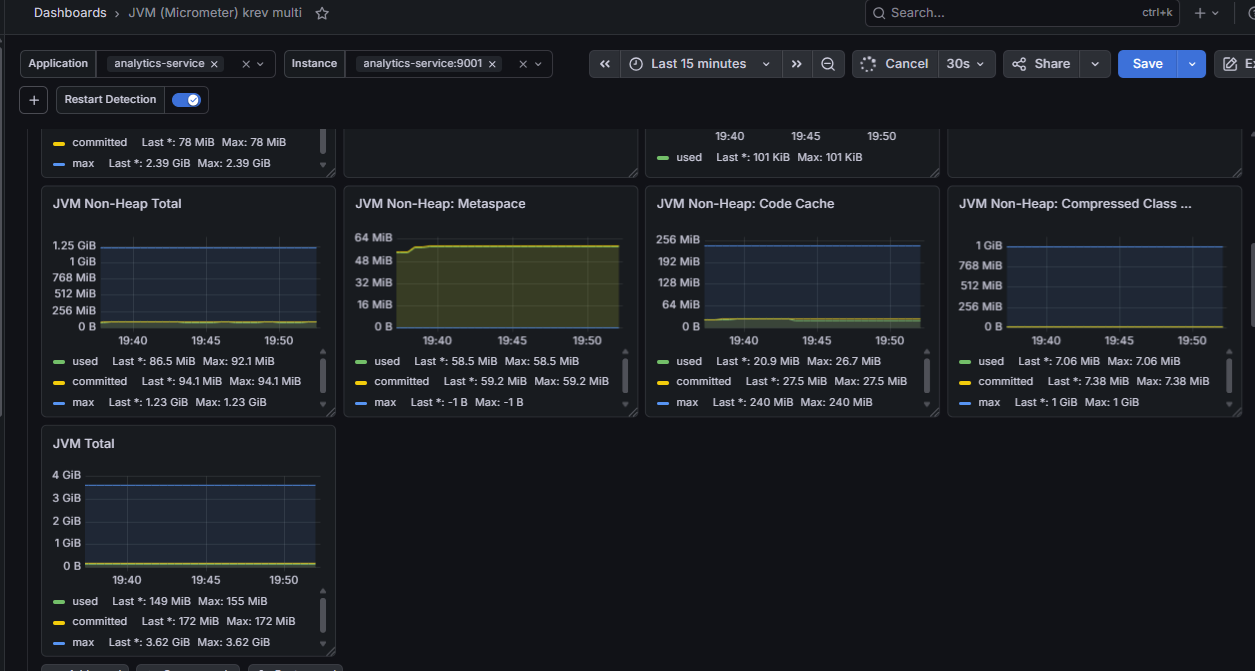 Dashboards › JVM (Micrometer) krev multi
Search... ctrl+k
Application analytics-service × Instance analytics-service:9001 × Last 15 minutes Cancel 30s Share Save
Restart Detection
committed Last *: 78 MiB Max: 78 MiB
max Last *: 2.39 GiB Max: 2.39 GiB
19:40 19:45 19:50
used Last *: 101 KiB Max: 101 KiB
JVM Non-Heap Total
1.25 GiB
1 GiB
768 MiB
512 MiB
256 MiB
0 B
19:40 19:45 19:50
used Last *: 86.5 MiB Max: 92.1 MiB
committed Last *: 94.1 MiB Max: 94.1 MiB
max Last *: 1.23 GiB Max: 1.23 GiB
JVM Non-Heap: Metaspace
64 MiB
48 MiB
32 MiB
16 MiB
0 B
19:40 19:45 19:50
used Last *: 58.5 MiB Max: 58.5 MiB
committed Last *: 59.2 MiB Max: 59.2 MiB
max Last *: -1 B Max: -1 B
JVM Non-Heap: Code Cache
256 MiB
192 MiB
128 MiB
64 MiB
0 B
19:40 19:45 19:50
used Last *: 20.9 MiB Max: 26.7 MiB
committed Last *: 27.5 MiB Max: 27.5 MiB
max Last *: 240 MiB Max: 240 MiB
JVM Non-Heap: Compressed Class ...
1 GiB
768 MiB
512 MiB
256 MiB
0 B
19:40 19:45 19:50
used Last *: 7.06 MiB Max: 7.06 MiB
committed Last *: 7.38 MiB Max: 7.38 MiB
max Last *: 1 GiB Max: 1 GiB
JVM Total
4 GiB
3 GiB
2 GiB
1 GiB
0 B
19:40 19:45 19:50
used Last *: 149 MiB Max: 155 MiB
committed Last *: 172 MiB Max: 172 MiB
max Last *: 3.62 GiB Max: 3.62 GiB